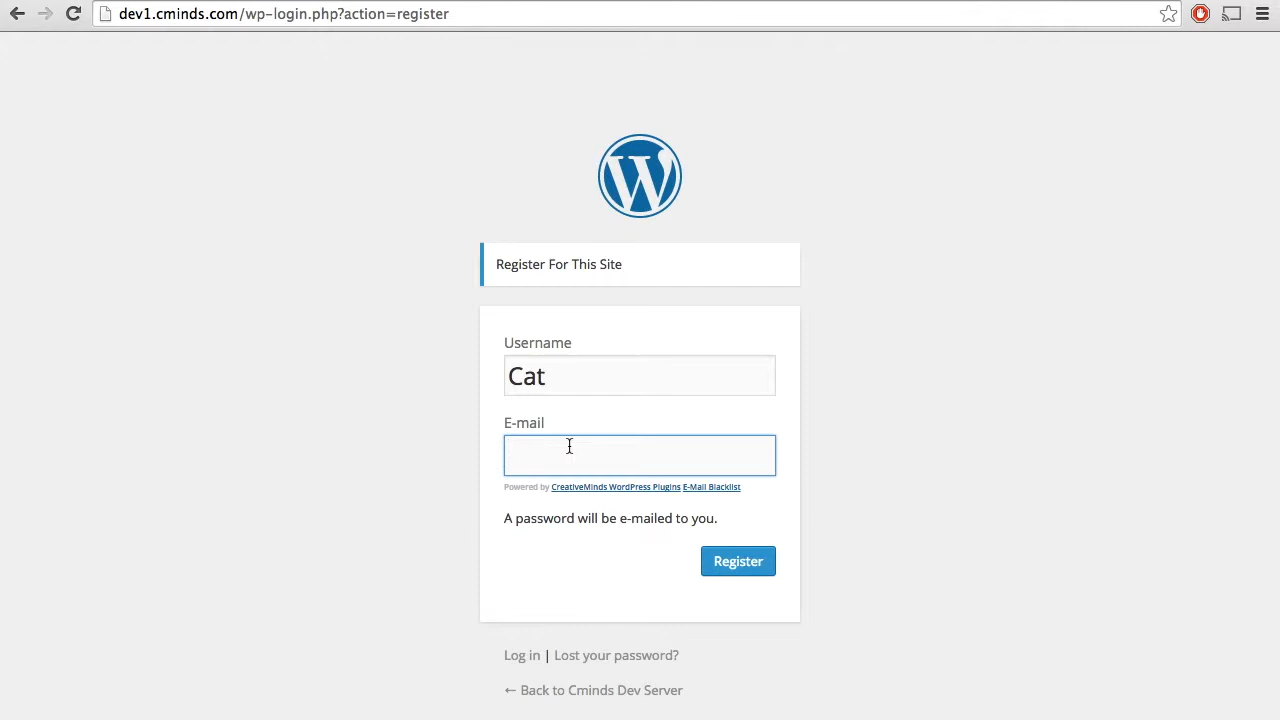 dev1.cminds.com/wp-login.php?action=register
W
Register For This Site
Username
Cat
E-mail
Powered by CreativeMinds WordPress Plugins E-Mail Blacklist
A password will be e-mailed to you.
Register
Log in | Lost your password?
← Back to Cminds Dev Server